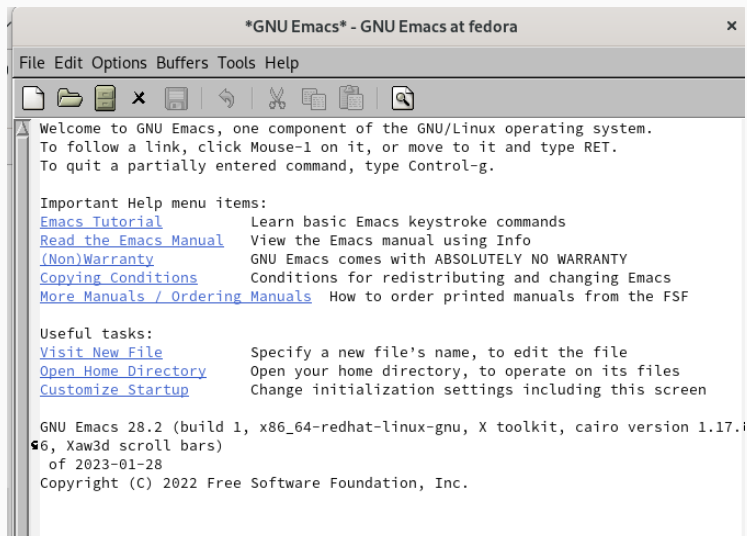 *GNU Emacs* - GNU Emacs at fedora
File Edit Options Buffers Tools Help
Welcome to GNU Emacs, one component of the GNU/Linux operating system.
To follow a link, click Mouse-1 on it, or move to it and type RET.
To quit a partially entered command, type Control-g.
Important Help menu items:
Emacs Tutorial Learn basic Emacs keystroke commands
Read the Emacs Manual View the Emacs manual using Info
(Non)Warranty GNU Emacs comes with ABSOLUTELY NO WARRANTY
Copying Conditions Conditions for redistributing and changing Emacs
More Manuals / Ordering Manuals How to order printed manuals from the FSF
Useful tasks:
Visit New File Specify a new file’s name, to edit the file
Open Home Directory Open your home directory, to operate on its files
Customize Startup Change initialization settings including this screen
GNU Emacs 28.2 (build 1, x86_64-redhat-linux-gnu, X toolkit, cairo version 1.17.
6, Xaw3d scroll bars)
of 2023-01-28
Copyright (C) 2022 Free Software Foundation, Inc.